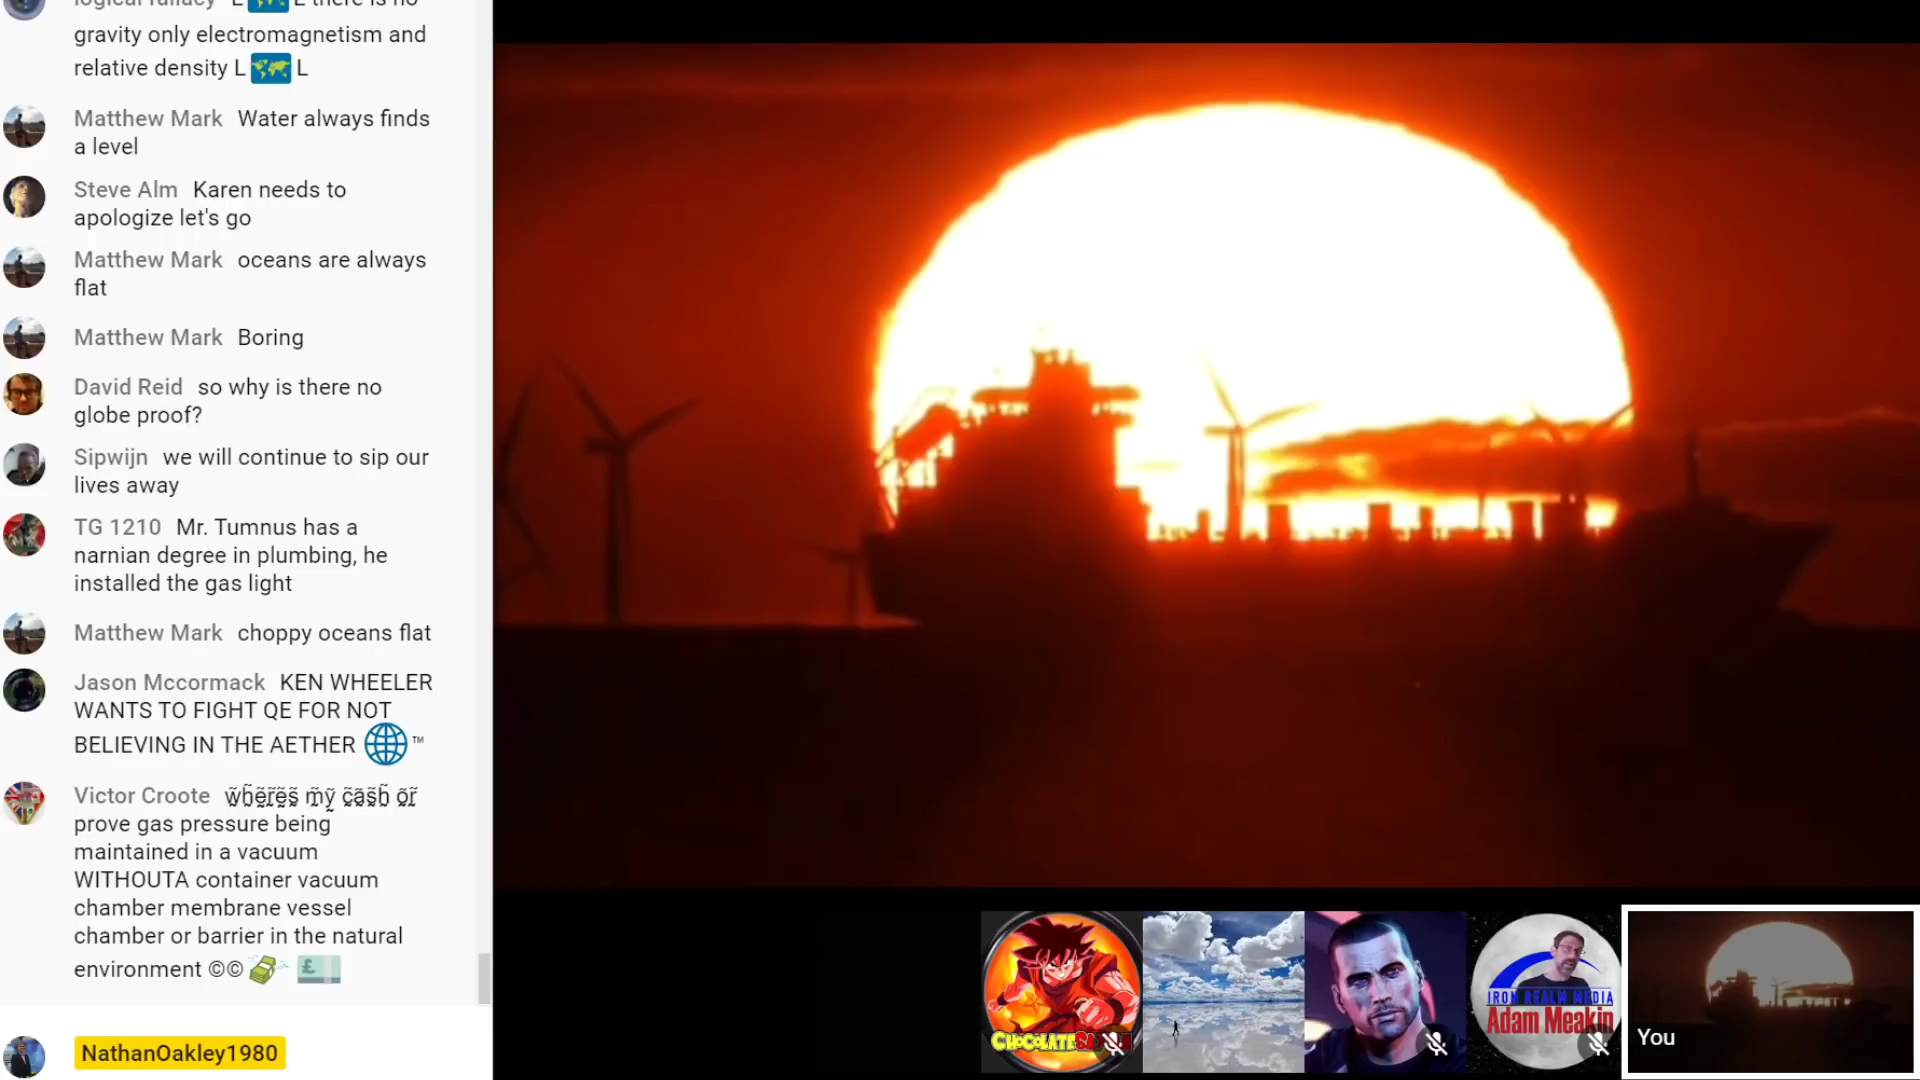 logical fallacy L L there is no
gravity only electromagnetism and
relative density L L
Matthew Mark Water always finds
a level
Steve Alm Karen needs to
apologize let's go
Matthew Mark oceans are always
flat
Matthew Mark Boring
David Reid so why is there no
globe proof?
Sipwijn we will continue to sip our
lives away
TG 1210 Mr. Tumnus has a
narnian degree in plumbing, he
installed the gas light
Matthew Mark choppy oceans flat
Jason Mccormack KEN WHEELER
WANTS TO FIGHT QE FOR NOT
BELIEVING IN THE AETHER 🌐™
Victor Croote w̰̃h̰̃ḛ̃r̰̃ḛ̃s̰̃ m̰̃ỹ̰ c̰̃ã̰s̰̃h̰̃ õ̰r̰̃
prove gas pressure being
maintained in a vacuum
WITHOUTA container vacuum
chamber membrane vessel
chamber or barrier in the natural
environment ©©
NathanOakley1980
IRON REALM MEDIA
Adam Meakin
You